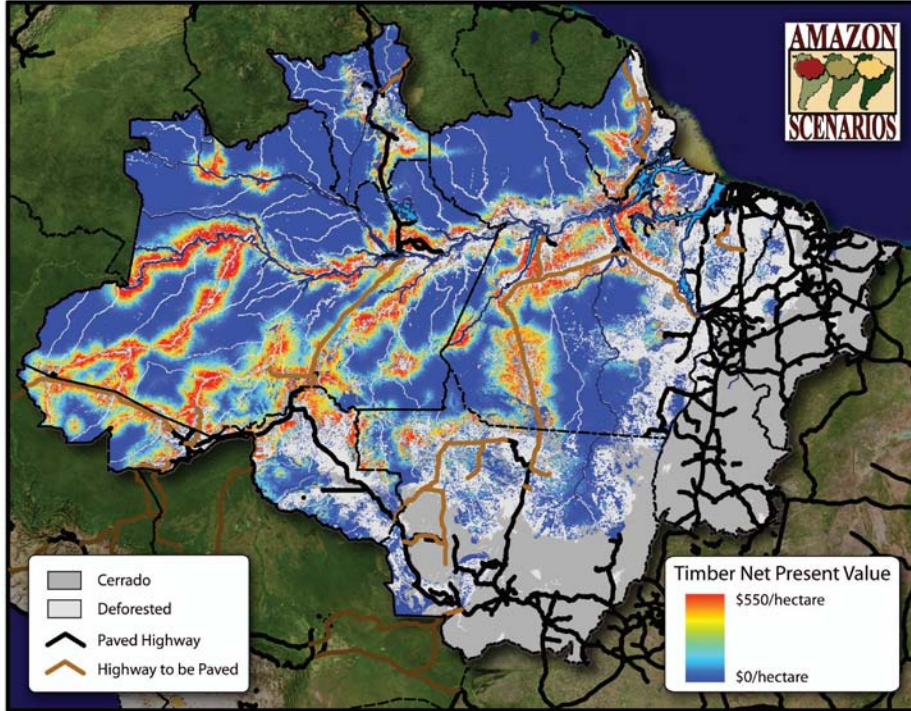 AMAZON
SCENARIOS
Cerrado
Deforested
Paved Highway
Highway to be Paved
Timber Net Present Value
$550/hectare
$0/hectare